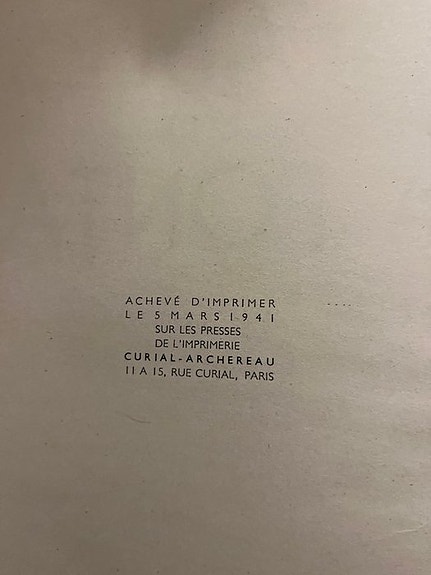 ACHEVÉ D'IMPRIMER
LE 5 MARS 1941
SUR LES PRESSES
DE L'IMPRIMERIE
CURIAL-ARCHEREAU
11 A 15, RUE CURIAL, PARIS